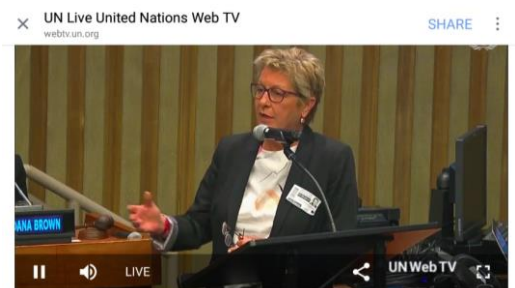 UN Live United Nations Web TV
webtv.un.org
SHARE
DANA BROWN
LIVE
UN Web TV